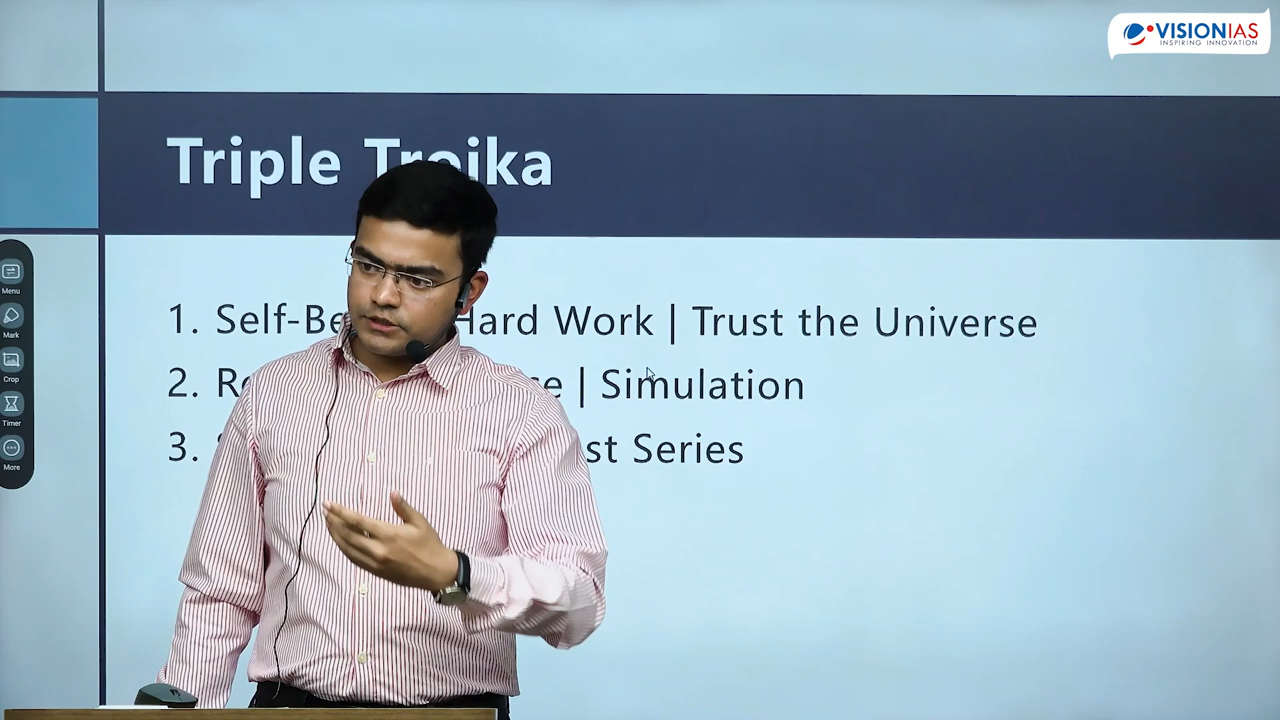 VISIONIAS
INSPIRING INNOVATION
Triple Troika
1. Self-Be Hard Work | Trust the Universe
2. Re ce | Simulation
3. st Series
Menu
Mark
Crop
Timer
More